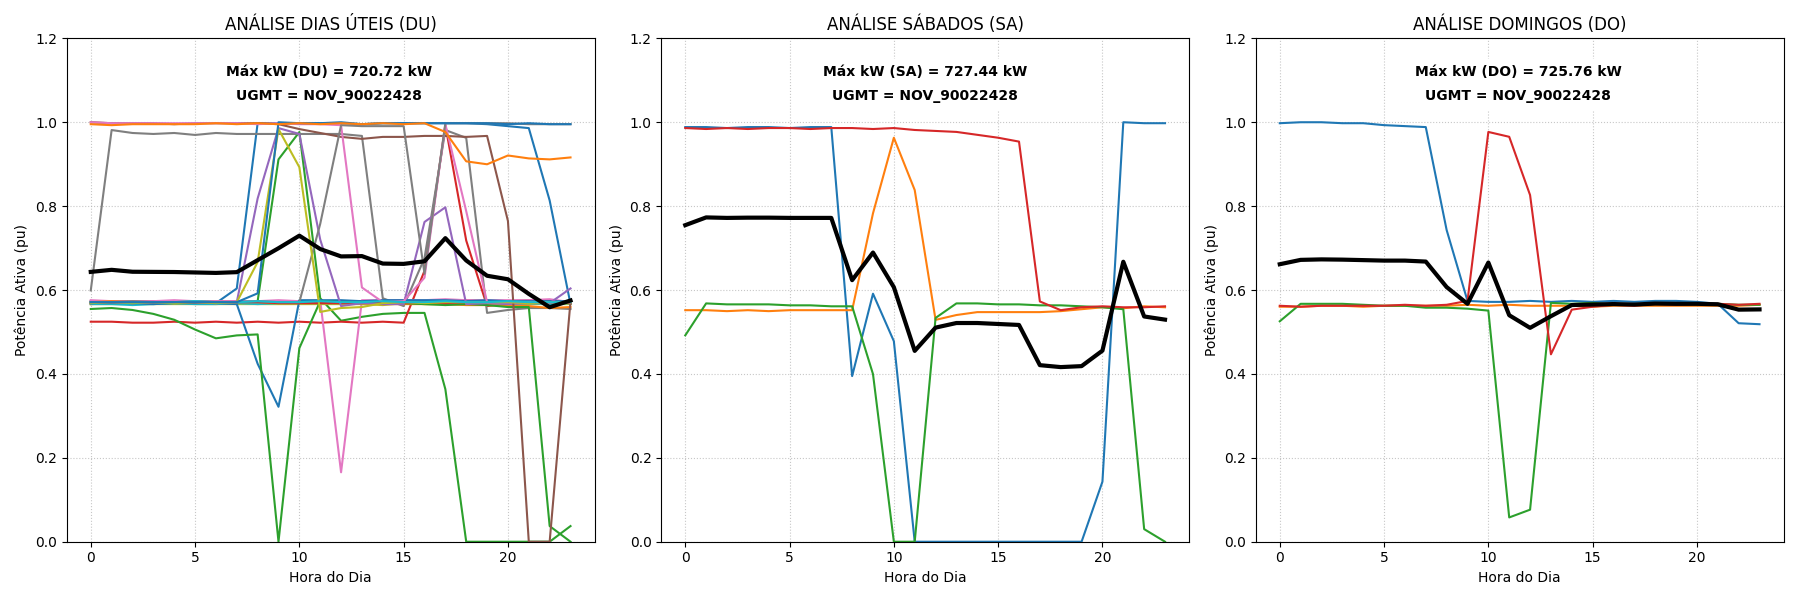 ANÁLISE DIAS ÚTEIS (DU)
Máx kW (DU) = 720.72 kW
UGMT = NOV_90022428
Potência Ativa (pu)
1.2
1.0
0.8
0.6
0.4
0.2
0.0
0 5 10 15 20
Hora do Dia
ANÁLISE SÁBADOS (SA)
Máx kW (SA) = 727.44 kW
UGMT = NOV_90022428
Potência Ativa (pu)
1.2
1.0
0.8
0.6
0.4
0.2
0.0
0 5 10 15 20
Hora do Dia
ANÁLISE DOMINGOS (DO)
Máx kW (DO) = 725.76 kW
UGMT = NOV_90022428
Potência Ativa (pu)
1.2
1.0
0.8
0.6
0.4
0.2
0.0
0 5 10 15 20
Hora do Dia